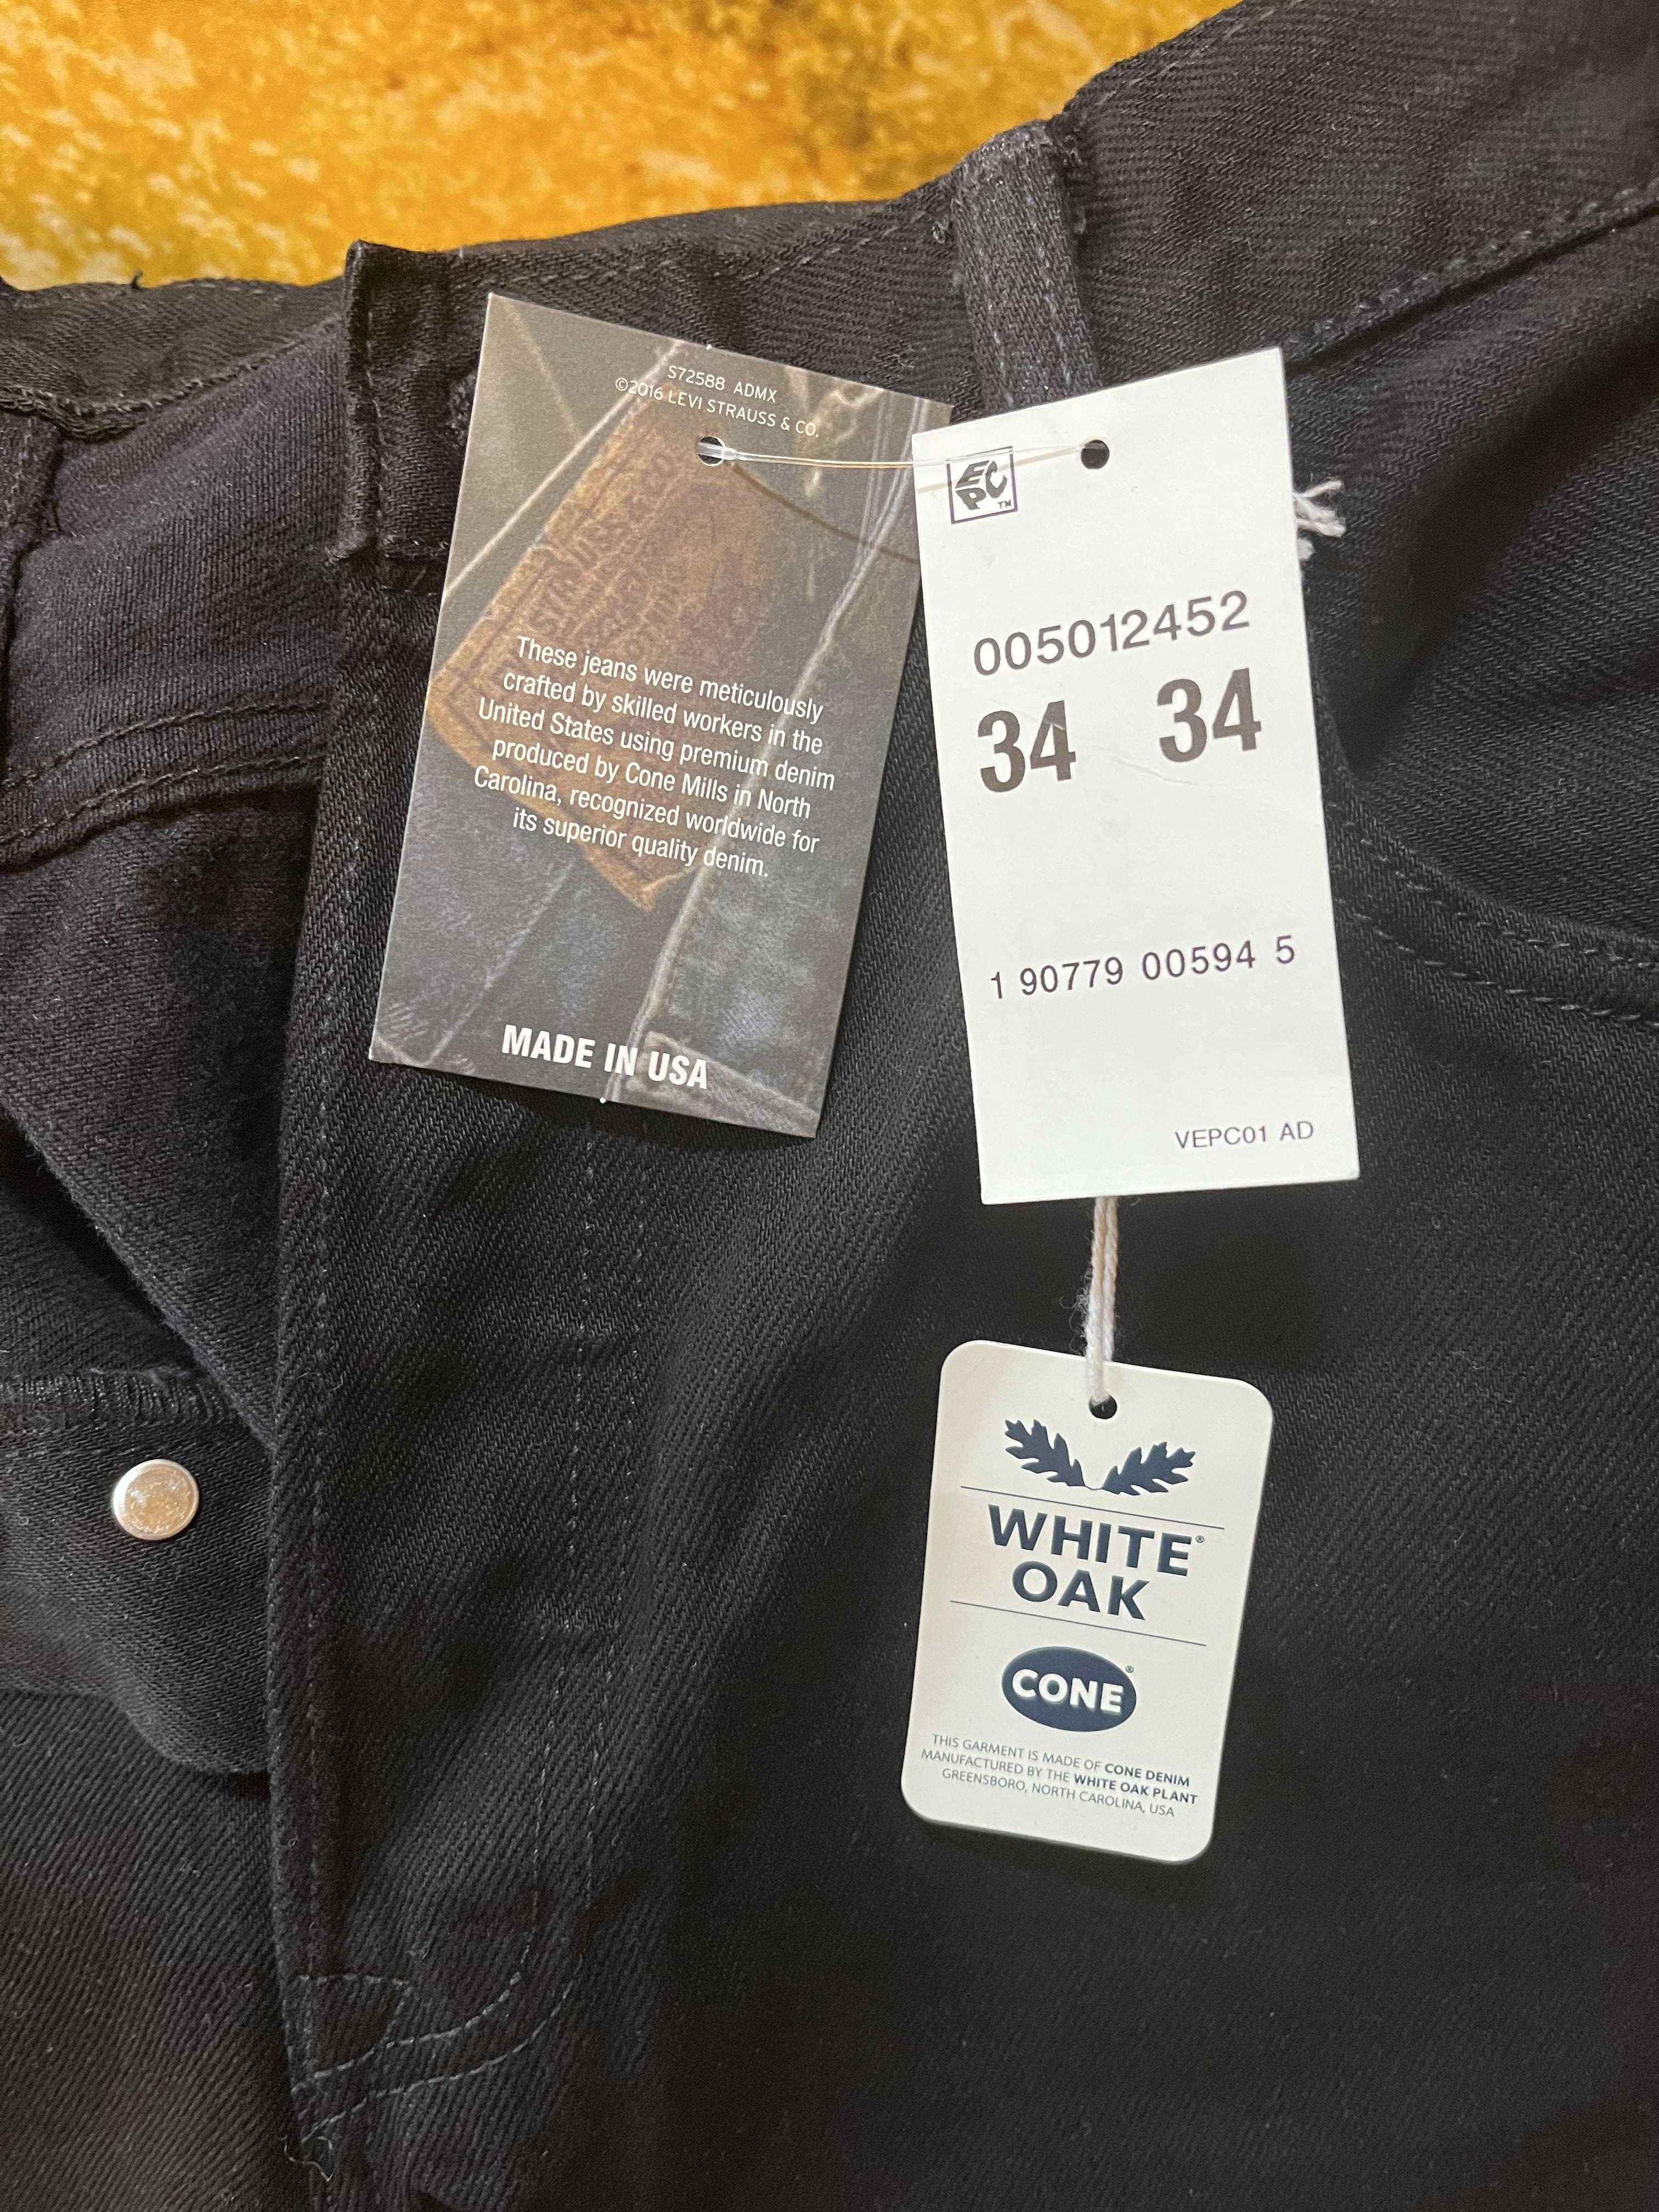 S72588 ADMX
©2016 LEVI STRAUSS & CO.
These jeans were meticulously
crafted by skilled workers in the
United States using premium denim
produced by Cone Mills in North
Carolina, recognized worldwide for
its superior quality denim.
MADE IN USA
EPC™
005012452
34 34
1 90779 00594 5
VEPC01 AD
WHITE®
OAK
CONE®
THIS GARMENT IS MADE OF CONE DENIM
MANUFACTURED BY THE WHITE OAK PLANT
GREENSBORO, NORTH CAROLINA, USA